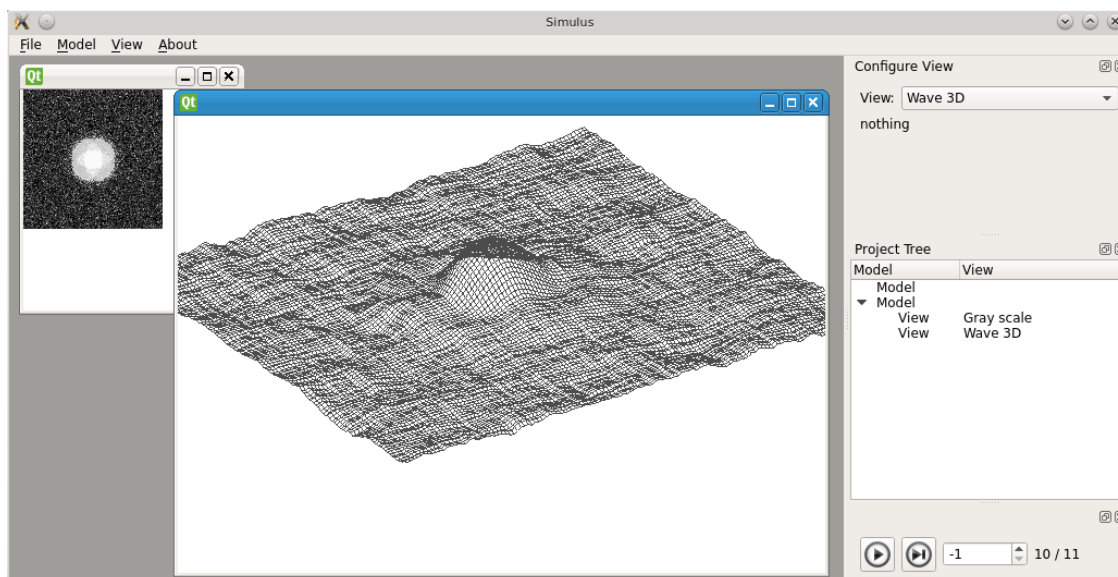 Simulus
File Model View About
Qt
Qt
Configure View
View: Wave 3D
nothing
Project Tree
Model View
Model
Model
View Gray scale
View Wave 3D
-1 10 / 11